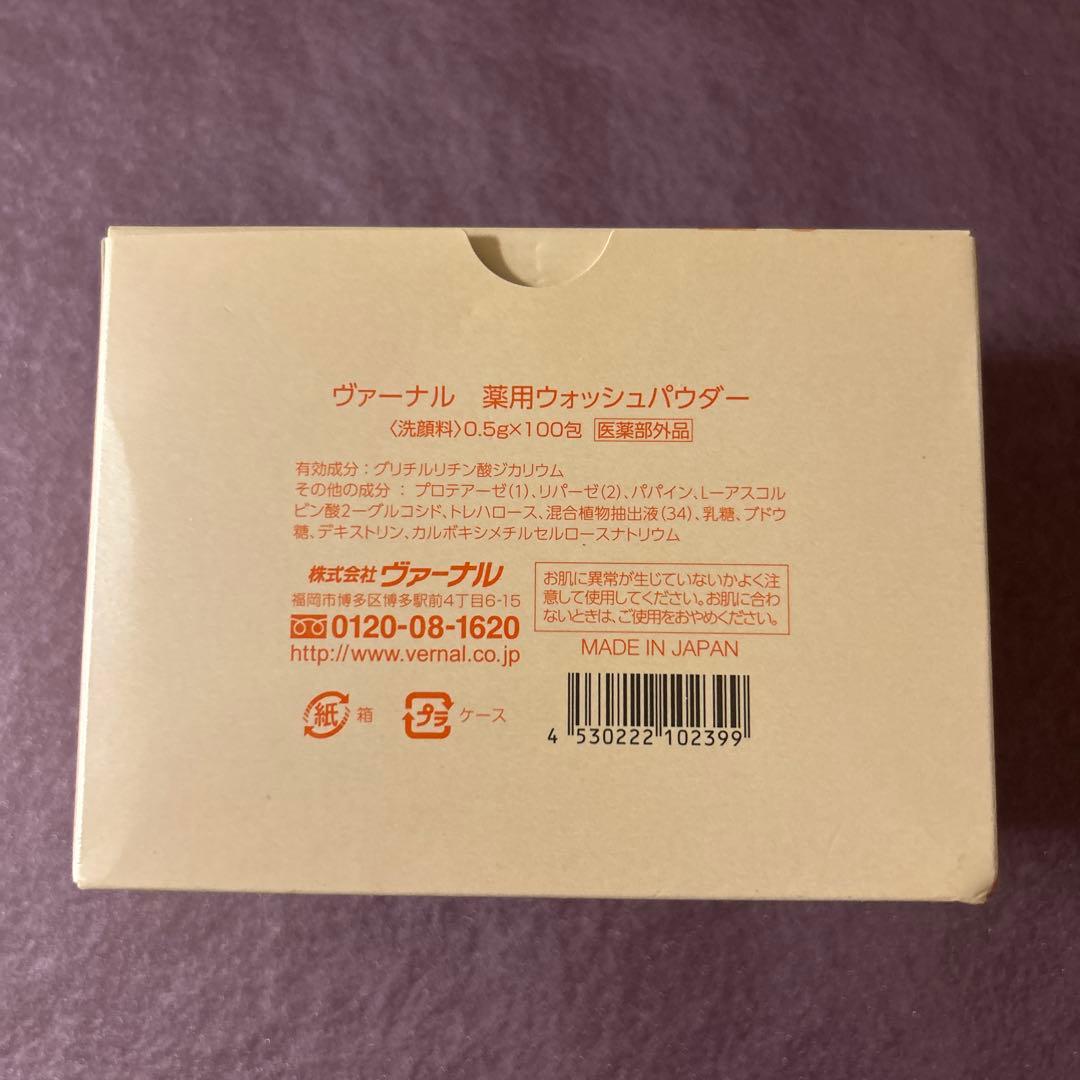 ヴァーナル　薬用ウォッシュパウダー
〈洗顔料〉0.5g×100包 医薬部外品
有効成分：グリチルリチン酸ジカリウム
その他の成分 ：プロテアーゼ(1)、リパーゼ(2)、パパイン、L－アスコル
ビン酸2－グルコシド、トレハロース、混合植物抽出液(34)、乳糖、ブドウ
糖、デキストリン、カルボキシメチルセルロースナトリウム
株式会社 ヴァーナル
福岡市博多区博多駅前4丁目6-15
0120-08-1620
http://www.vernal.co.jp
お肌に異常が生じていないかよく注
意して使用してください。お肌に合わ
ないときは、ご使用をおやめください。
MADE IN JAPAN
紙 箱
プラ ケース
4 530222 102399